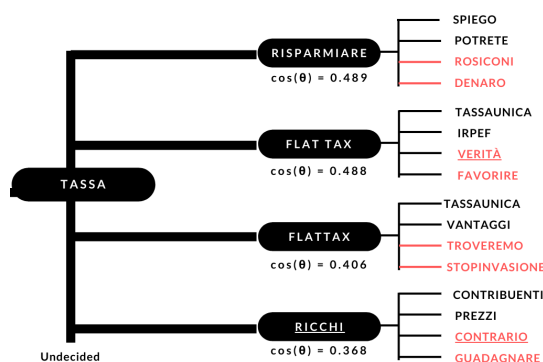 SPIEGO
POTRETE
RISPARMIARE
ROSICONI
cos(θ) = 0.489
DENARO
TASSAUNICA
IRPEF
FLAT TAX
VERITÀ
cos(θ) = 0.488
FAVORIRE
TASSA
TASSAUNICA
VANTAGGI
FLATTAX
TROVEREMO
cos(θ) = 0.406
STOPINVASIONE
CONTRIBUENTI
PREZZI
RICCHI
CONTRARIO
cos(θ) = 0.368
GUADAGNARE
Undecided